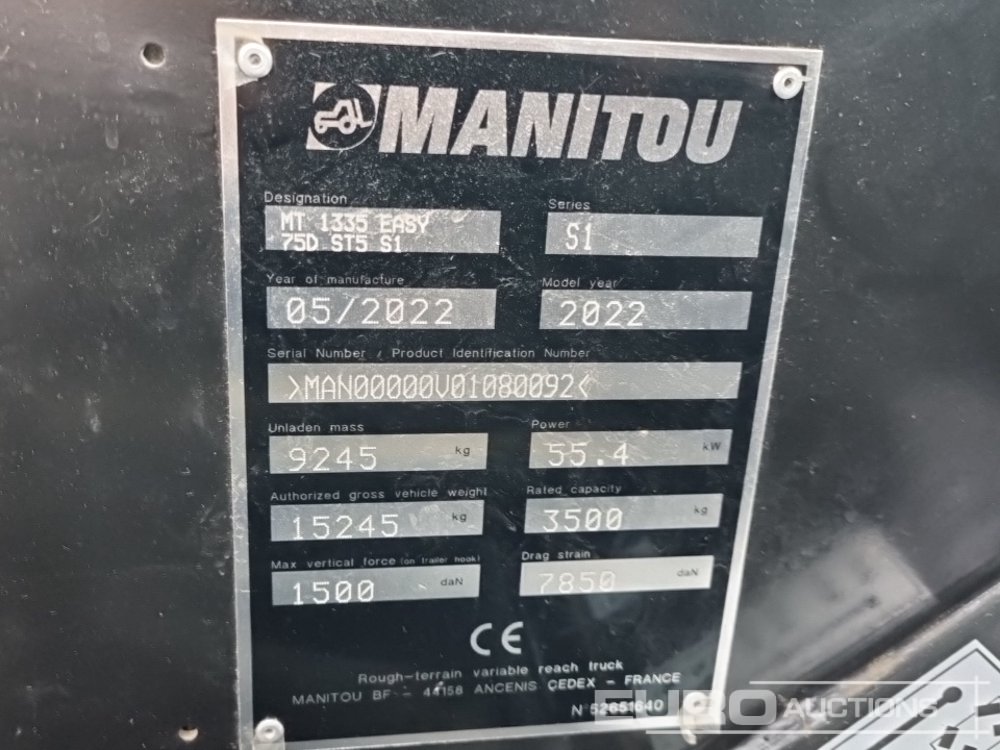 MANITOU
Designation Series
MT 1335 EASY
75D ST5 S1
S1
Year of manufacture Model year
05/2022 2022
Serial Number / Product Identification Number
>MAN00000V01080092<
Unladen mass Power
9245 kg 55.4 kW
Authorized gross vehicle weight Rated capacity
15245 kg 3500 kg
Max vertical force (on trailer hook) Drag strain
1500 daN 7850 daN
CE
Rough-terrain variable reach truck
MANITOU BF - 44158 ANCENIS CEDEX - FRANCE
N 52651640
EURO AUCTIONS